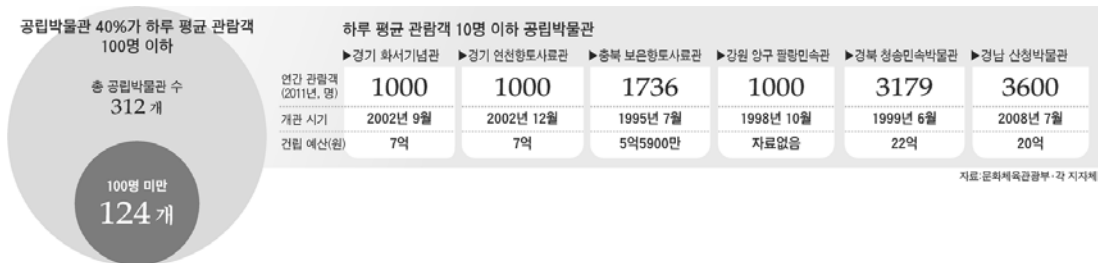 공립박물관 40%가 하루 평균 관람객
100명 이하
총 공립박물관 수
312 개
100명 미만
124 개
하루 평균 관람객 10명 이하 공립박물관
▶경기 화서기념관 ▶경기 연천향토사료관 ▶충북 보은향토사료관 ▶강원 양구 팔랑민속관 ▶경북 청송민속박물관 ▶경남 산청박물관
연간 관람객
(2011년, 명) 1000 1000 1736 1000 3179 3600
개관 시기 2002년 9월 2002년 12월 1995년 7월 1998년 10월 1999년 6월 2008년 7월
건립 예산(원) 7억 7억 5억5900만 자료없음 22억 20억
자료:문화체육관광부·각 지자체